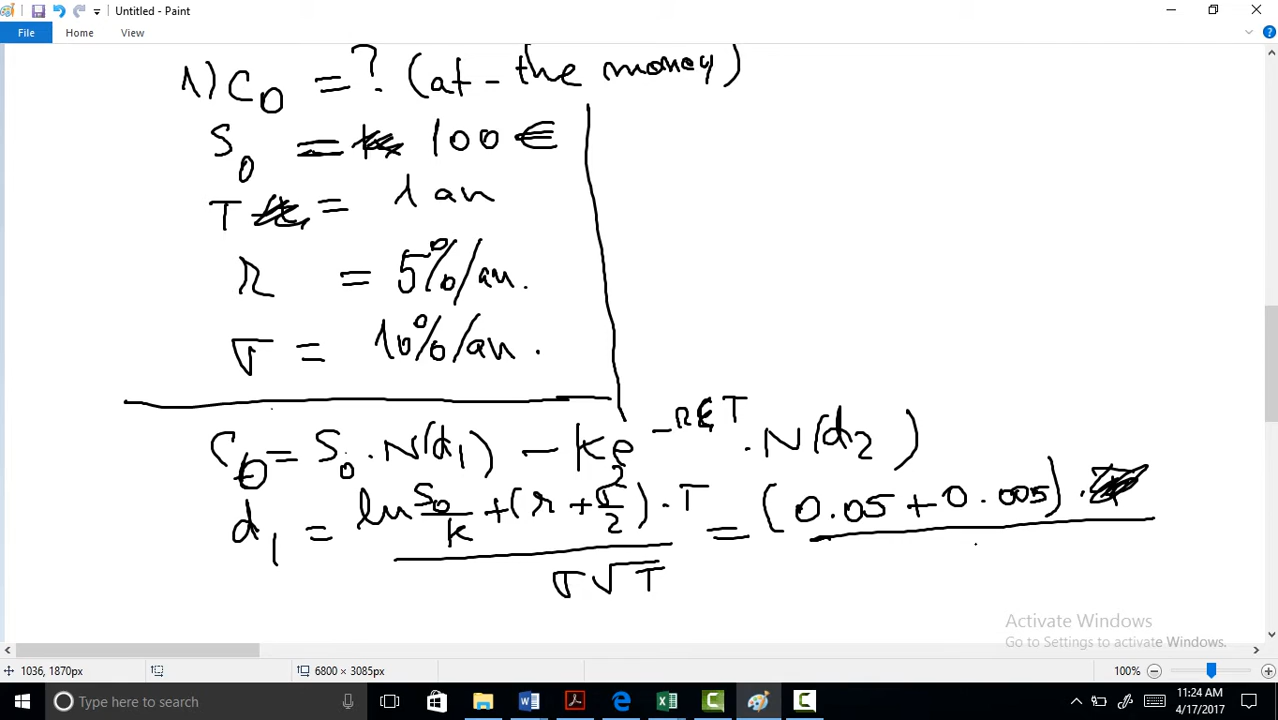 Untitled - Paint
File Home View
1) C0 = ? (at - the money)
S0 = 100 €
T = 1 an
r = 5%/an.
σ = 10%/an.
C0 = S0 . N(d1) - Ke^-r T . N(d2)
d1 = ln S0/K + (r + σ²/2) . T / σ√T = (0.05 + 0.005) .
Activate Windows
Go to Settings to activate Windows.
1036, 1870px 6800 × 3085px 100%
Type here to search
11:24 AM
4/17/2017